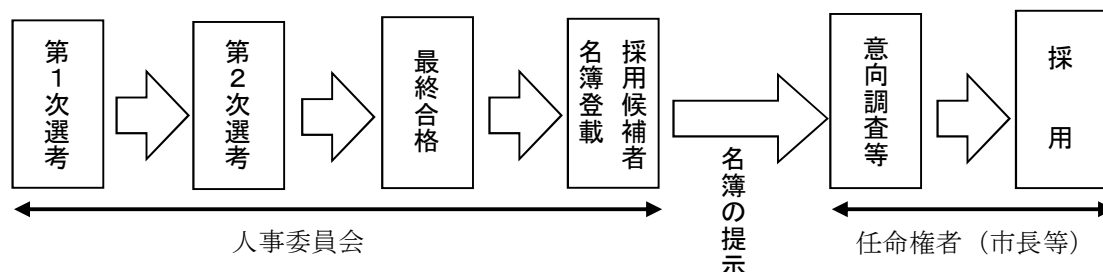 第1次選考
第2次選考
最終合格
採用候補者
名簿登載
名簿の提示
意向調査等
採用
人事委員会
任命権者（市長等）